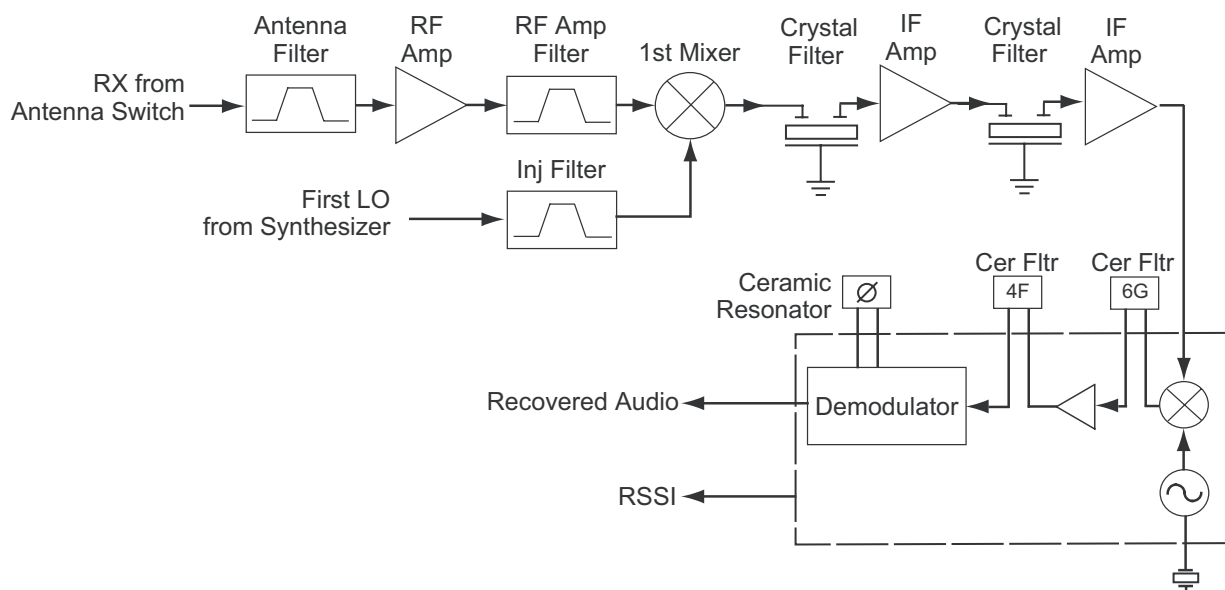 Antenna
Filter
RF
Amp
RF Amp
Filter
1st Mixer
Crystal
Filter
IF
Amp
Crystal
Filter
IF
Amp
RX from
Antenna Switch
Inj Filter
First LO
from Synthesizer
Ceramic
Resonator
Ø
Cer Fltr
4F
Cer Fltr
6G
Recovered Audio
Demodulator
RSSI